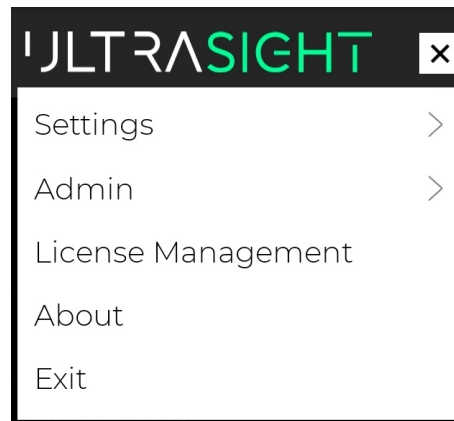 ULTRASIGHT
Settings
Admin
License Management
About
Exit